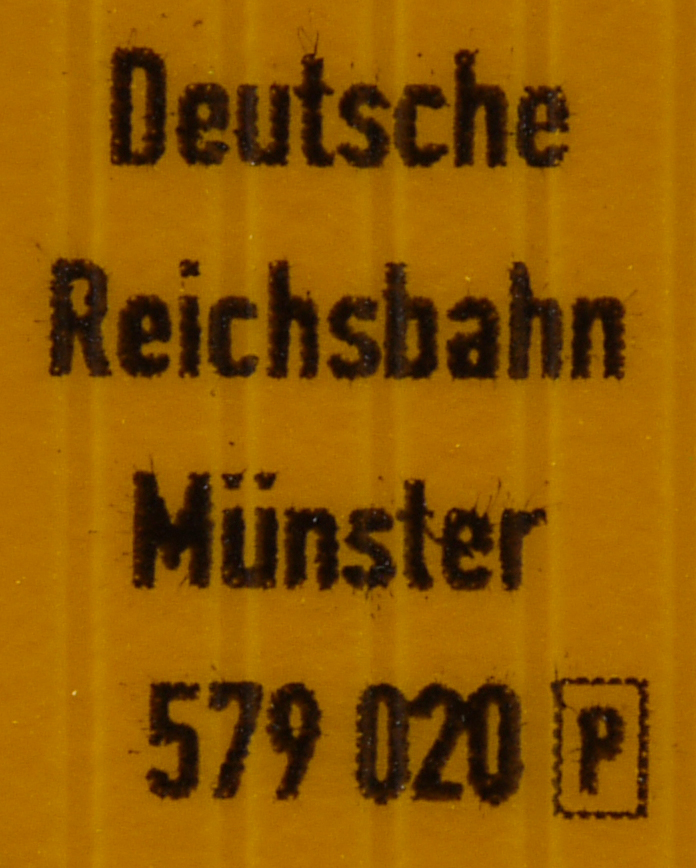 Deutsche
Reichsbahn
Münster
579 020 P